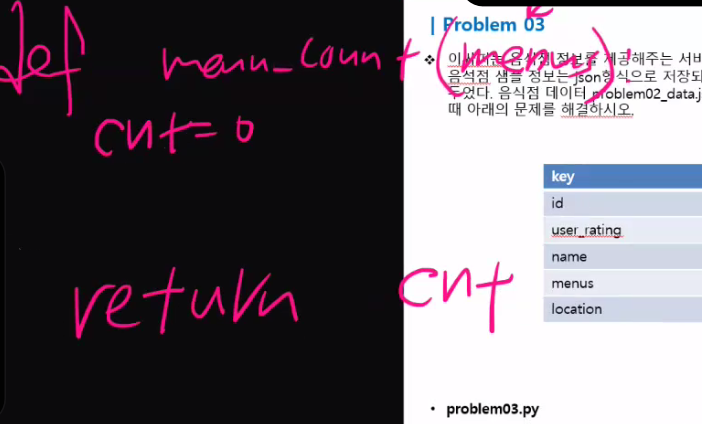 def menu_count (menus):
cnt=0
return cnt
| Problem 03
음식점 정보를 제공해주는 서비
음식점 샘플 정보는 json형식으로 저장되
두었다. 음식점 데이터 problem02_data.j
때 아래의 문제를 해결하시오.
key
id
user_rating
name
menus
location
• problem03.py